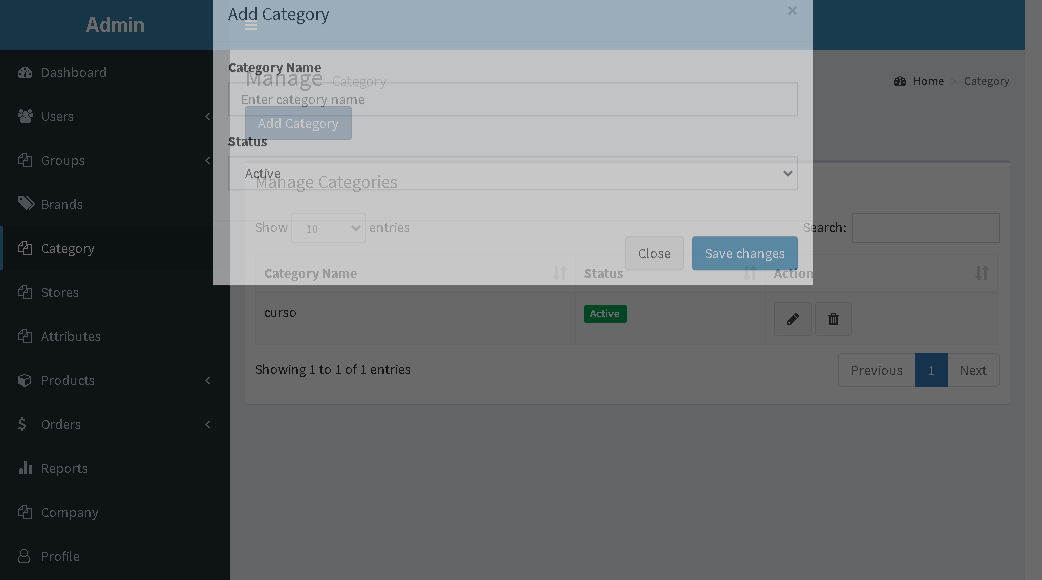 Admin
Add Category
×
Dashboard
Users
Groups
Brands
Category
Stores
Attributes
Products
Orders
Reports
Company
Profile
Manage Category
Home > Category
Add Category
Category Name
Enter category name
Status
Active
Close
Save changes
Manage Categories
Show 10 entries
Search:
Category Name Status Action
curso Active
Showing 1 to 1 of 1 entries
Previous 1 Next